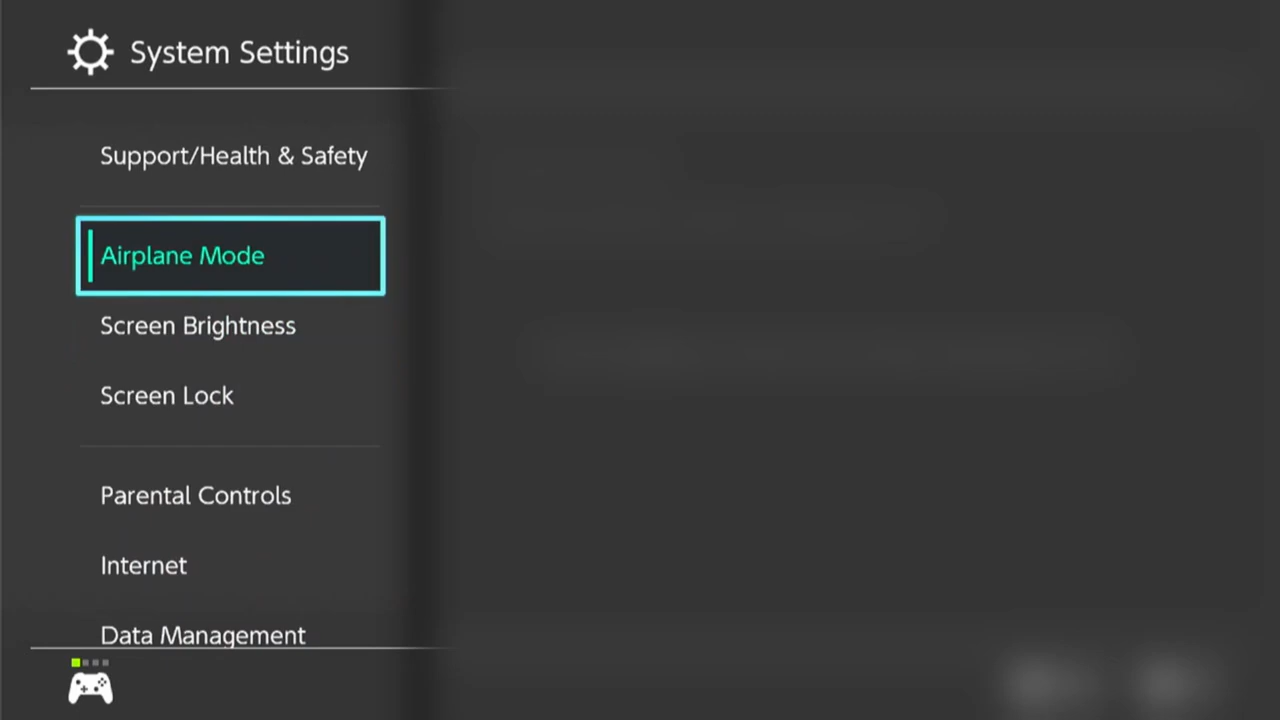 System Settings
Support/Health & Safety
Airplane Mode
Screen Brightness
Screen Lock
Parental Controls
Internet
Data Management